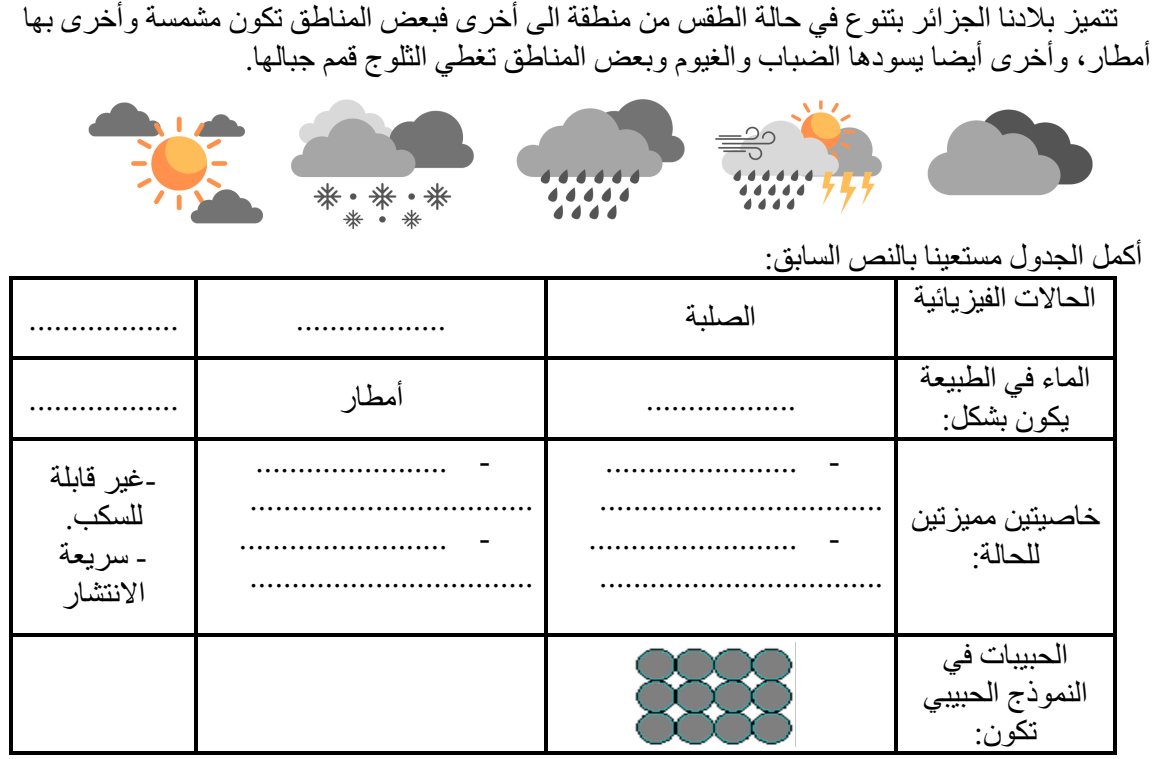 تتميز بلادنا الجزائر بتنوع في حالة الطقس من منطقة الى أخرى فبعض المناطق تكون مشمسة وأخرى بها
أمطار، وأخرى أيضا يسودها الضباب والغيوم وبعض المناطق تغطي الثلوج قمم جبالها.
أكمل الجدول مستعينا بالنص السابق:
الحالات الفيزيائية
الصلبة
..................
..................
الماء في الطبيعة
يكون بشكل:
..................
أمطار
..................
خاصيتين مميزتين
للحالة:
- .......................
..................................
- .........................
..................................
- .......................
..................................
- .........................
..................................
-غير قابلة
للسكب.
- سريعة
الانتشار
الحبيبات في
النموذج الحبيبي
تكون: